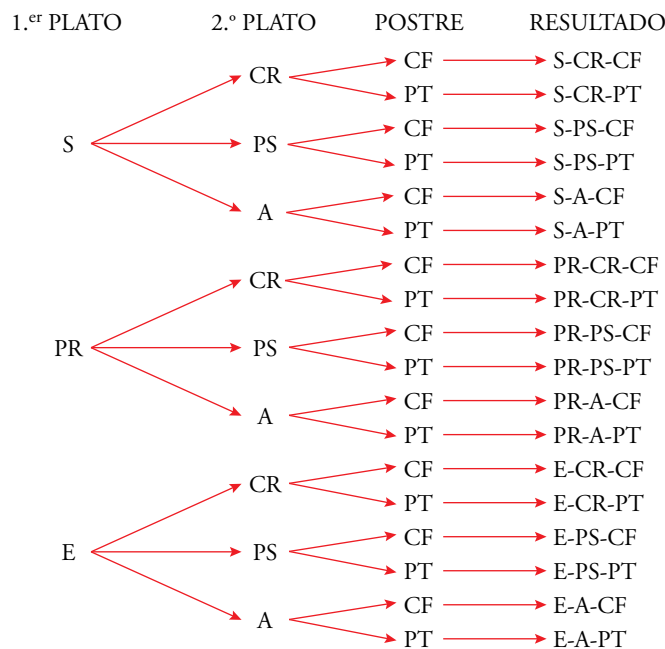 1.er PLATO 2.º PLATO POSTRE RESULTADO
CF S-CR-CF
CR
PT S-CR-PT
CF S-PS-CF
S PS
PT S-PS-PT
CF S-A-CF
A
PT S-A-PT
CF PR-CR-CF
CR
PT PR-CR-PT
CF PR-PS-CF
PR PS
PT PR-PS-PT
CF PR-A-CF
A
PT PR-A-PT
CF E-CR-CF
CR
PT E-CR-PT
CF E-PS-CF
E PS
PT E-PS-PT
CF E-A-CF
A
PT E-A-PT